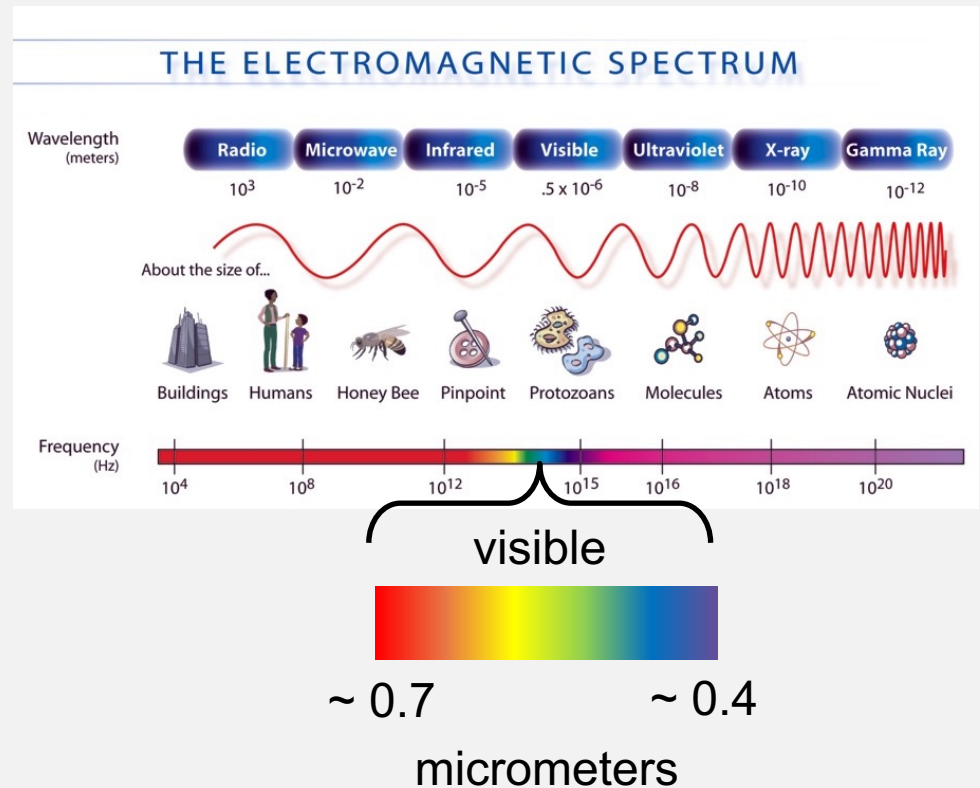 THE ELECTROMAGNETIC SPECTRUM
Wavelength
(meters)
Radio Microwave Infrared Visible Ultraviolet X-ray Gamma Ray
10³ 10⁻² 10⁻⁵ .5 x 10⁻⁶ 10⁻⁸ 10⁻¹⁰ 10⁻¹²
About the size of...
Buildings Humans Honey Bee Pinpoint Protozoans Molecules Atoms Atomic Nuclei
Frequency
(Hz)
10⁴ 10⁸ 10¹² 10¹⁵ 10¹⁶ 10¹⁸ 10²⁰
visible
~ 0.7 ~ 0.4
micrometers